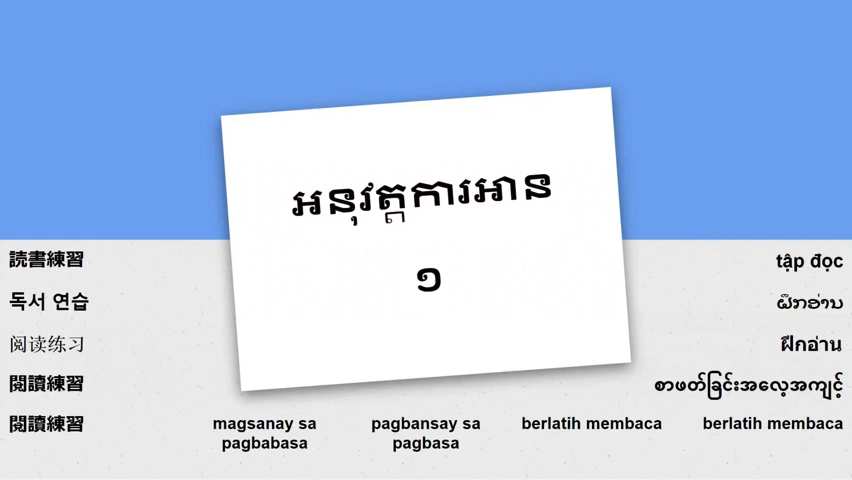 អនុវត្តការអាន
១
読書練習
독서 연습
阅读练习
閱讀練習
閱讀練習
tập đọc
ຝຶກອ່ານ
ฝึกอ่าน
စာဖတ်ခြင်းအလေ့အကျင့်
magsanay sa
pagbabasa
pagbansay sa
pagbasa
berlatih membaca
berlatih membaca